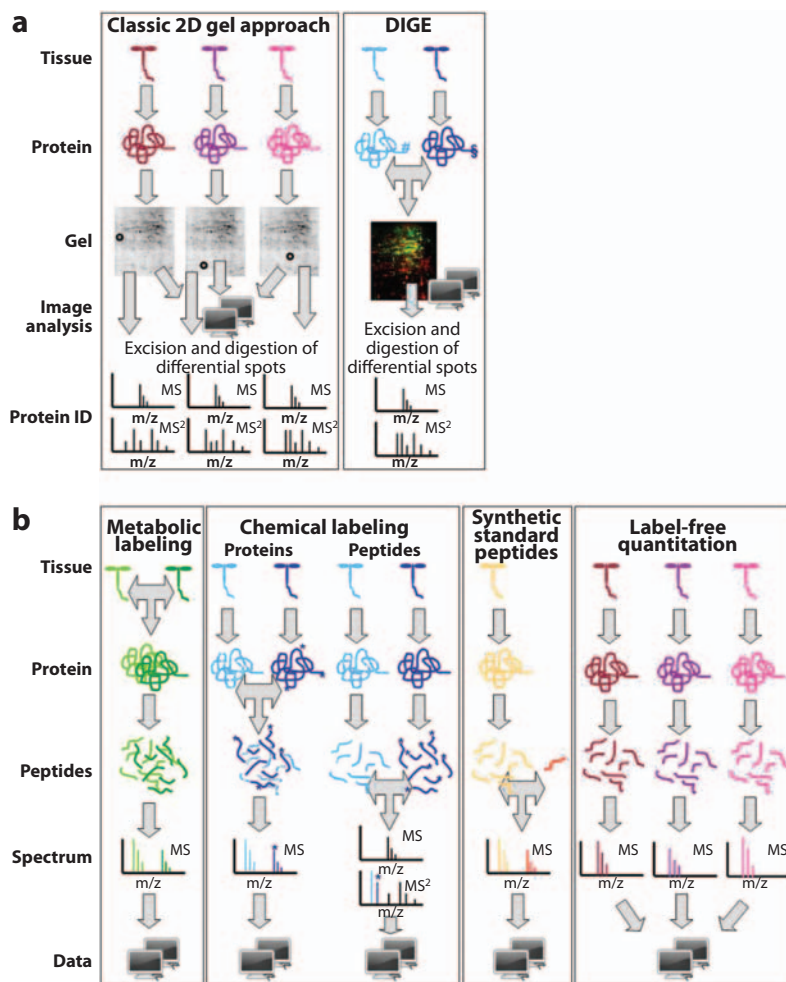 a
Classic 2D gel approach
DIGE
Tissue
Protein
#
§
Gel
Image
analysis
Excision and digestion of
differential spots
Excision and
digestion of
differential spots
Protein ID
MS
MS
MS
MS
m/z
m/z
m/z
m/z
MS²
MS²
MS²
MS²
m/z
m/z
m/z
m/z
b
Metabolic
labeling
Chemical labeling
Proteins
Peptides
Synthetic
standard
peptides
Label-free
quantitation
Tissue
Protein
*
*
*
Peptides
*
*
*
*
Spectrum
MS
*
MS
MS
MS
MS
MS
MS
m/z
m/z
*
MS²
m/z
m/z
m/z
m/z
m/z
Data